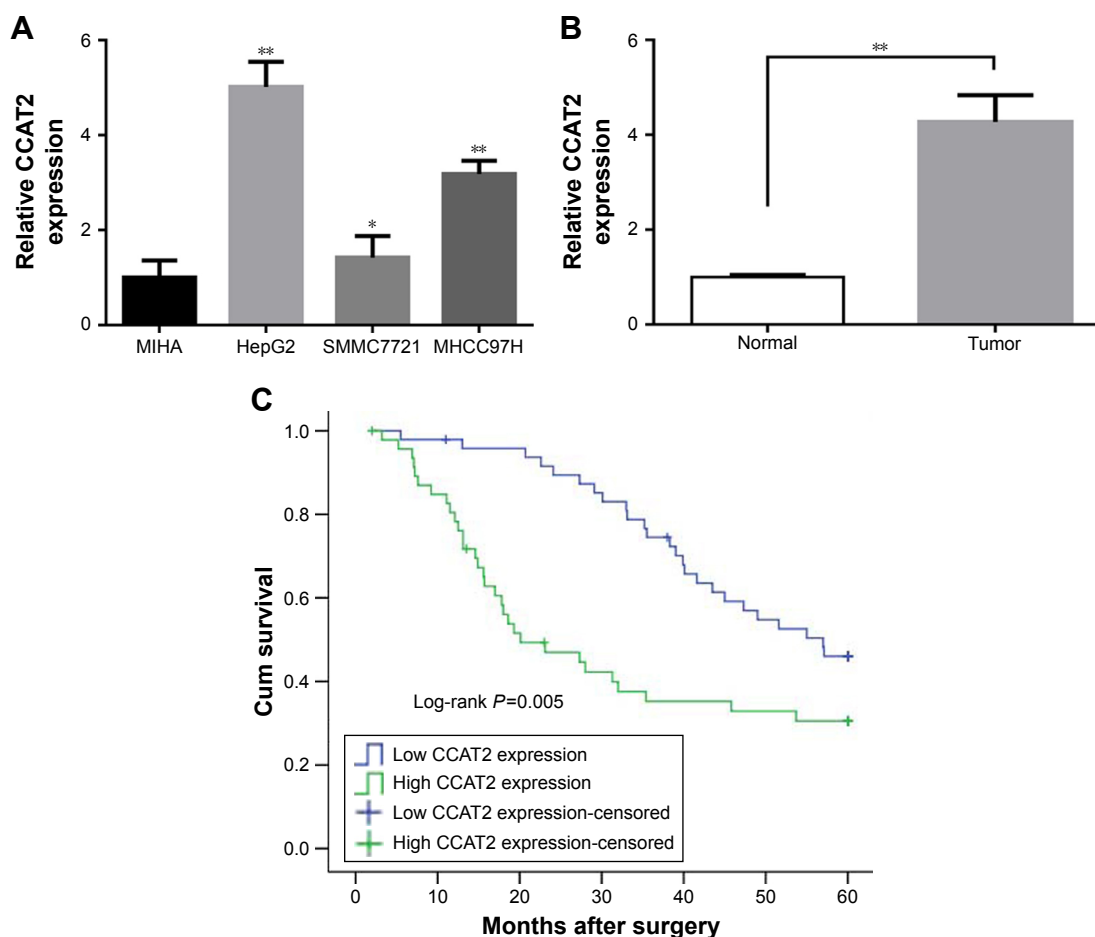 A
Relative CCAT2
expression
6
4
2
0
**
*
**
MIHA
HepG2
SMMC7721
MHCC97H
B
Relative CCAT2
expression
6
4
2
0
**
Normal
Tumor
C
Cum survival
1.0
0.8
0.6
0.4
0.2
0.0
Log-rank P=0.005
Low CCAT2 expression
High CCAT2 expression
Low CCAT2 expression-censored
High CCAT2 expression-censored
0
10
20
30
40
50
60
Months after surgery